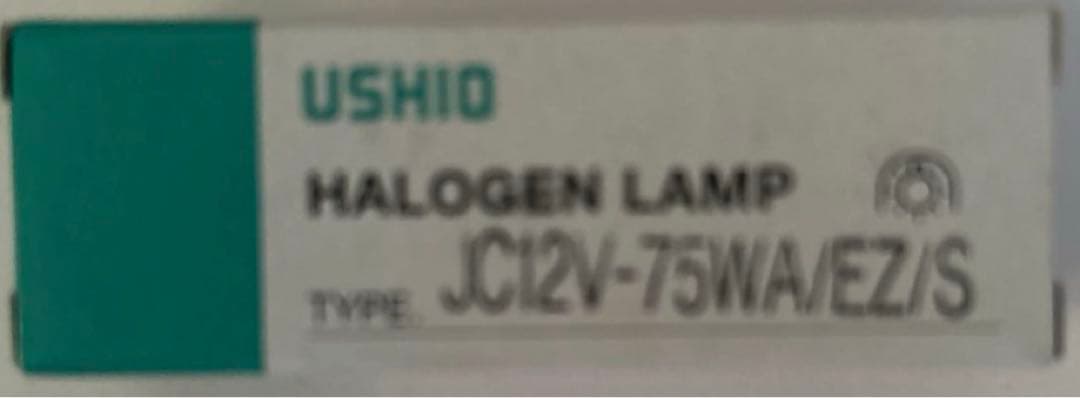 USHIO
HALOGEN LAMP
TYPE. JC12V-75WA/EZ/S